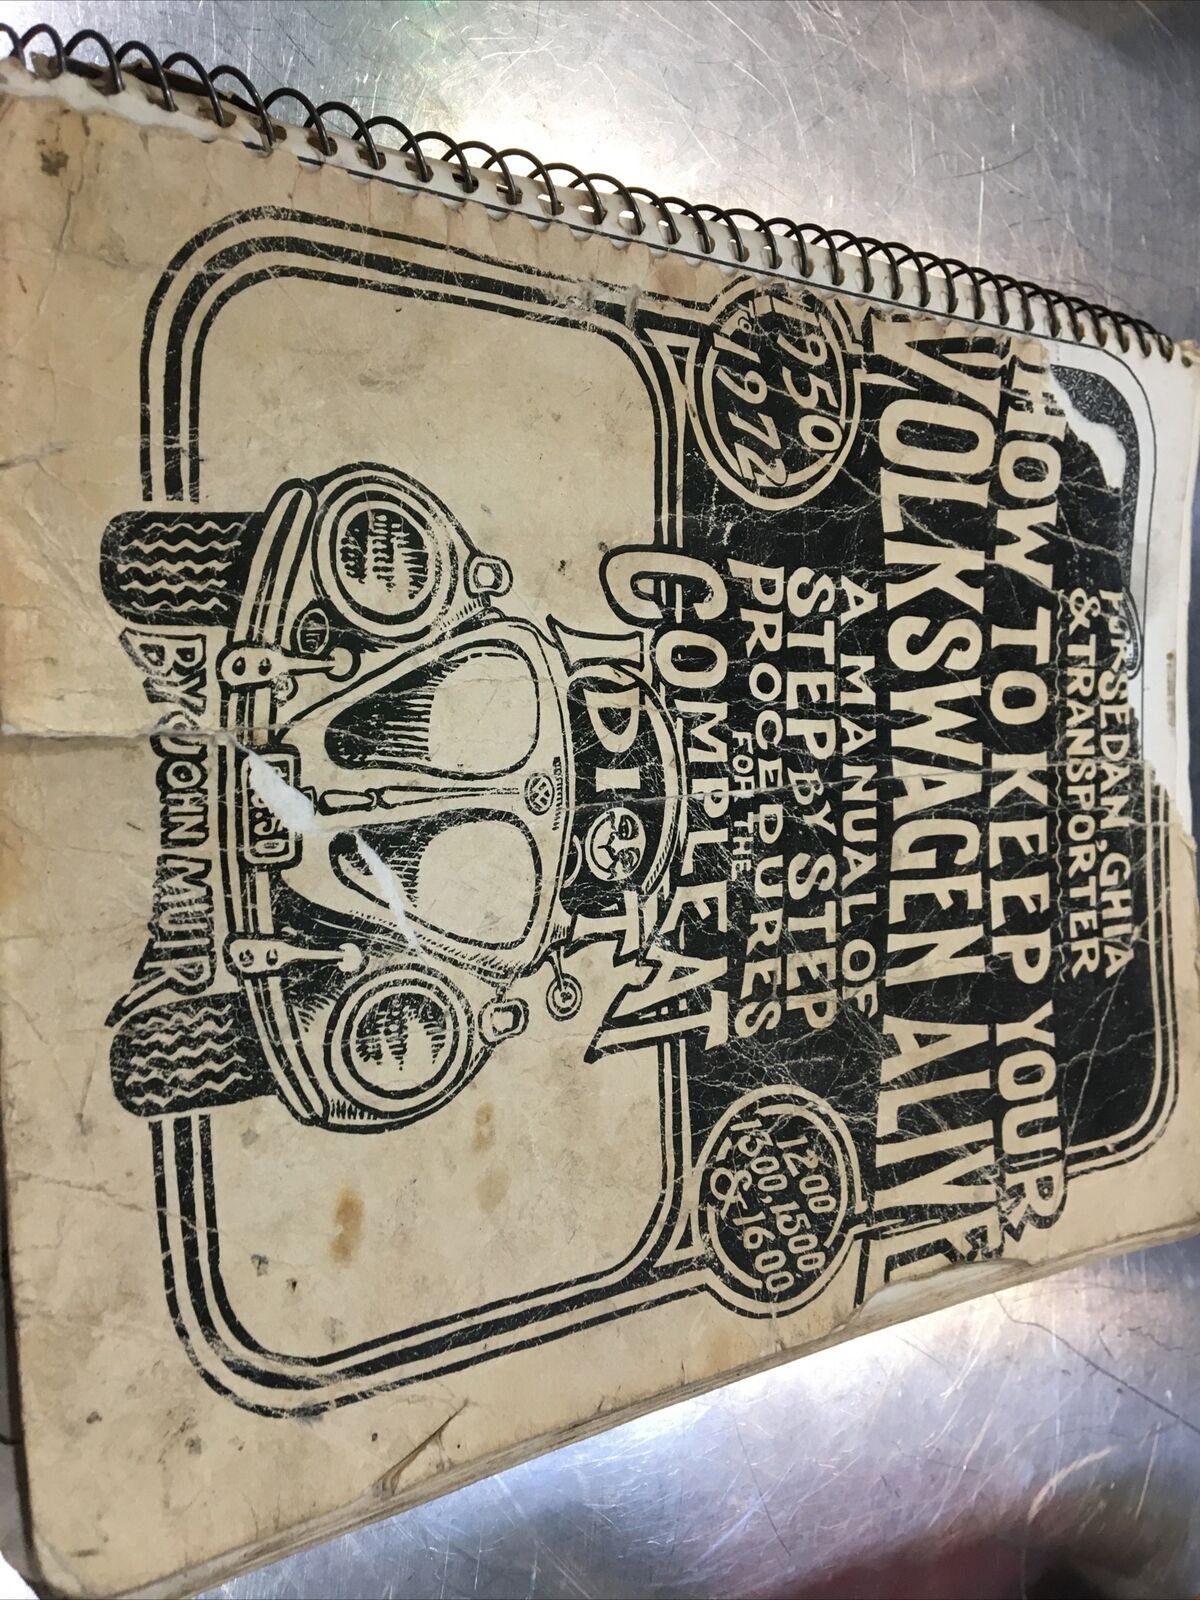 FOR SEDAN, GHIA
& TRANSPORTER
HOW TO KEEP YOUR
VOLKSWAGEN ALIVE
1950
TO
1972
A MANUAL OF
STEP BY STEP
PROCEDURES
FOR THE
COMPLEAT
IDIOT
1200
1300, 1500
& 1600
BY JOHN MUIR